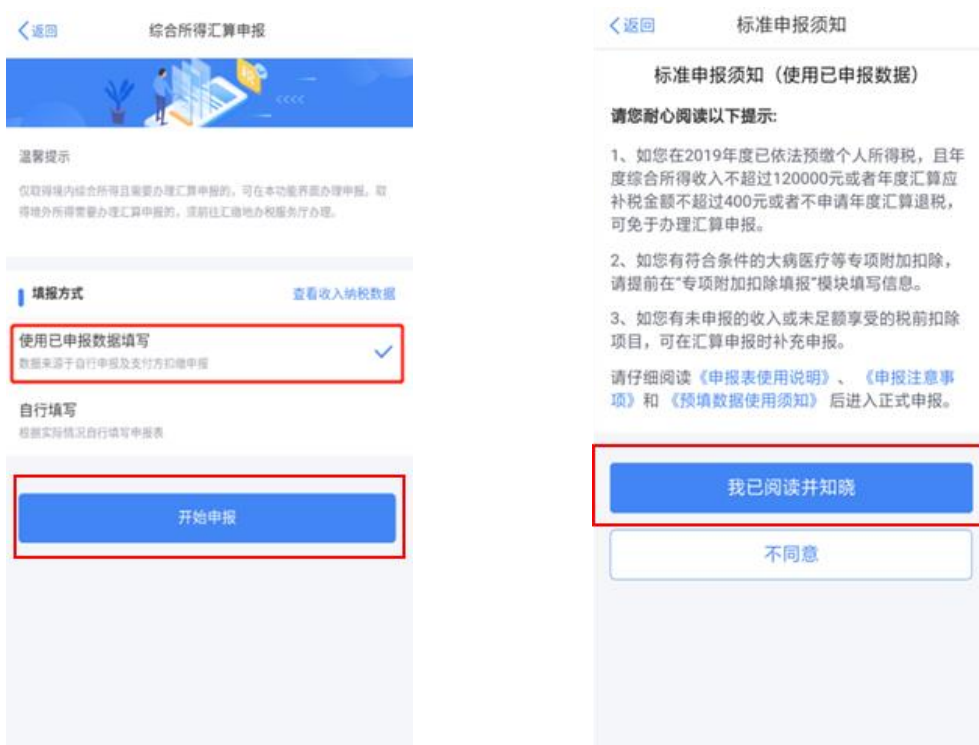 返回
综合所得汇算申报
温馨提示
仅取得境内综合所得且需要办理汇算申报的，可在本功能界面办理申报。取
得境外所得需要办理汇算申报的，须前往汇缴地办税服务厅办理。
填报方式
查看收入纳税数据
使用已申报数据填写
数据来源于自行申报及支付方扣缴申报
自行填写
根据实际情况自行填写申报表
开始申报
返回
标准申报须知
标准申报须知（使用已申报数据）
请您耐心阅读以下提示:
1、如您在2019年度已依法预缴个人所得税，且年
度综合所得收入不超过120000元或者年度汇算应
补税金额不超过400元或者不申请年度汇算退税，
可免于办理汇算申报。
2、如您有符合条件的大病医疗等专项附加扣除，
请提前在“专项附加扣除填报”模块填写信息。
3、如您有未申报的收入或未足额享受的税前扣除
项目，可在汇算申报时补充申报。
请仔细阅读《申报表使用说明》、《申报注意事
项》和《预填数据使用须知》后进入正式申报。
我已阅读并知晓
不同意